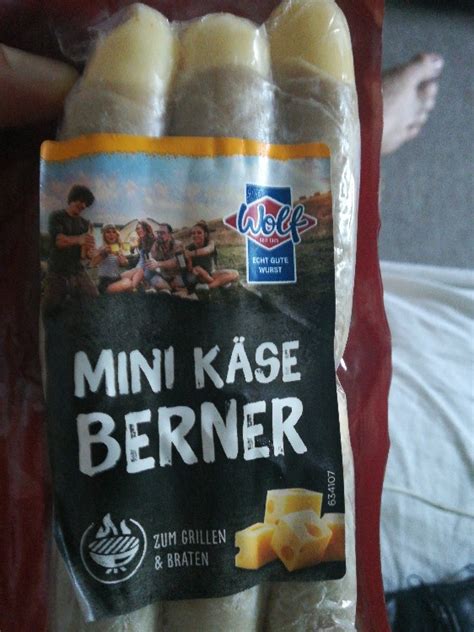 Wolf
ECHT GUTE
WURST
MINI KÄSE
BERNER
634107
ZUM GRILLEN
& BRATEN